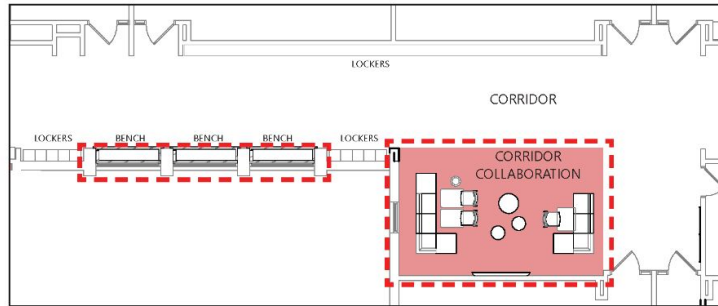 LOCKERS
CORRIDOR
LOCKERS
BENCH
BENCH
BENCH
LOCKERS
CORRIDOR
COLLABORATION